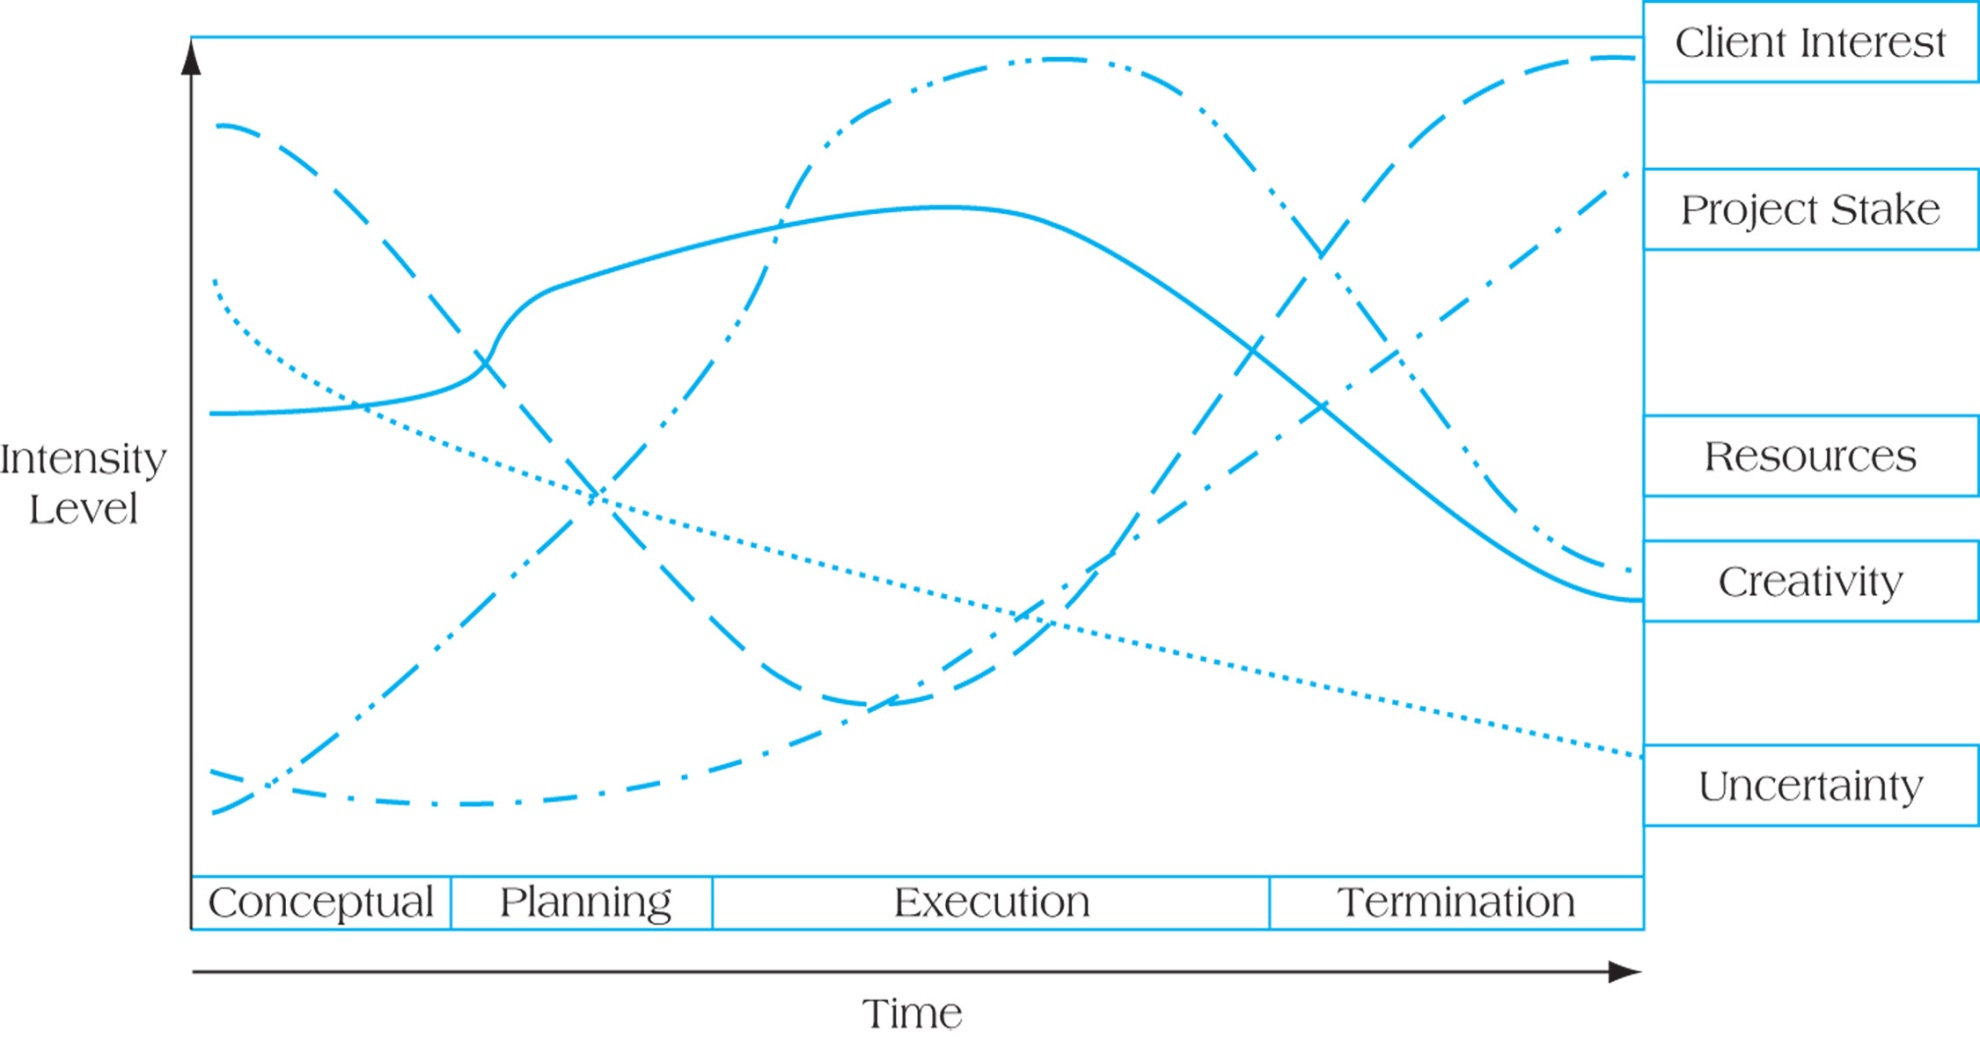 Client Interest
Project Stake
Resources
Creativity
Uncertainty
Intensity
Level
Conceptual
Planning
Execution
Termination
Time